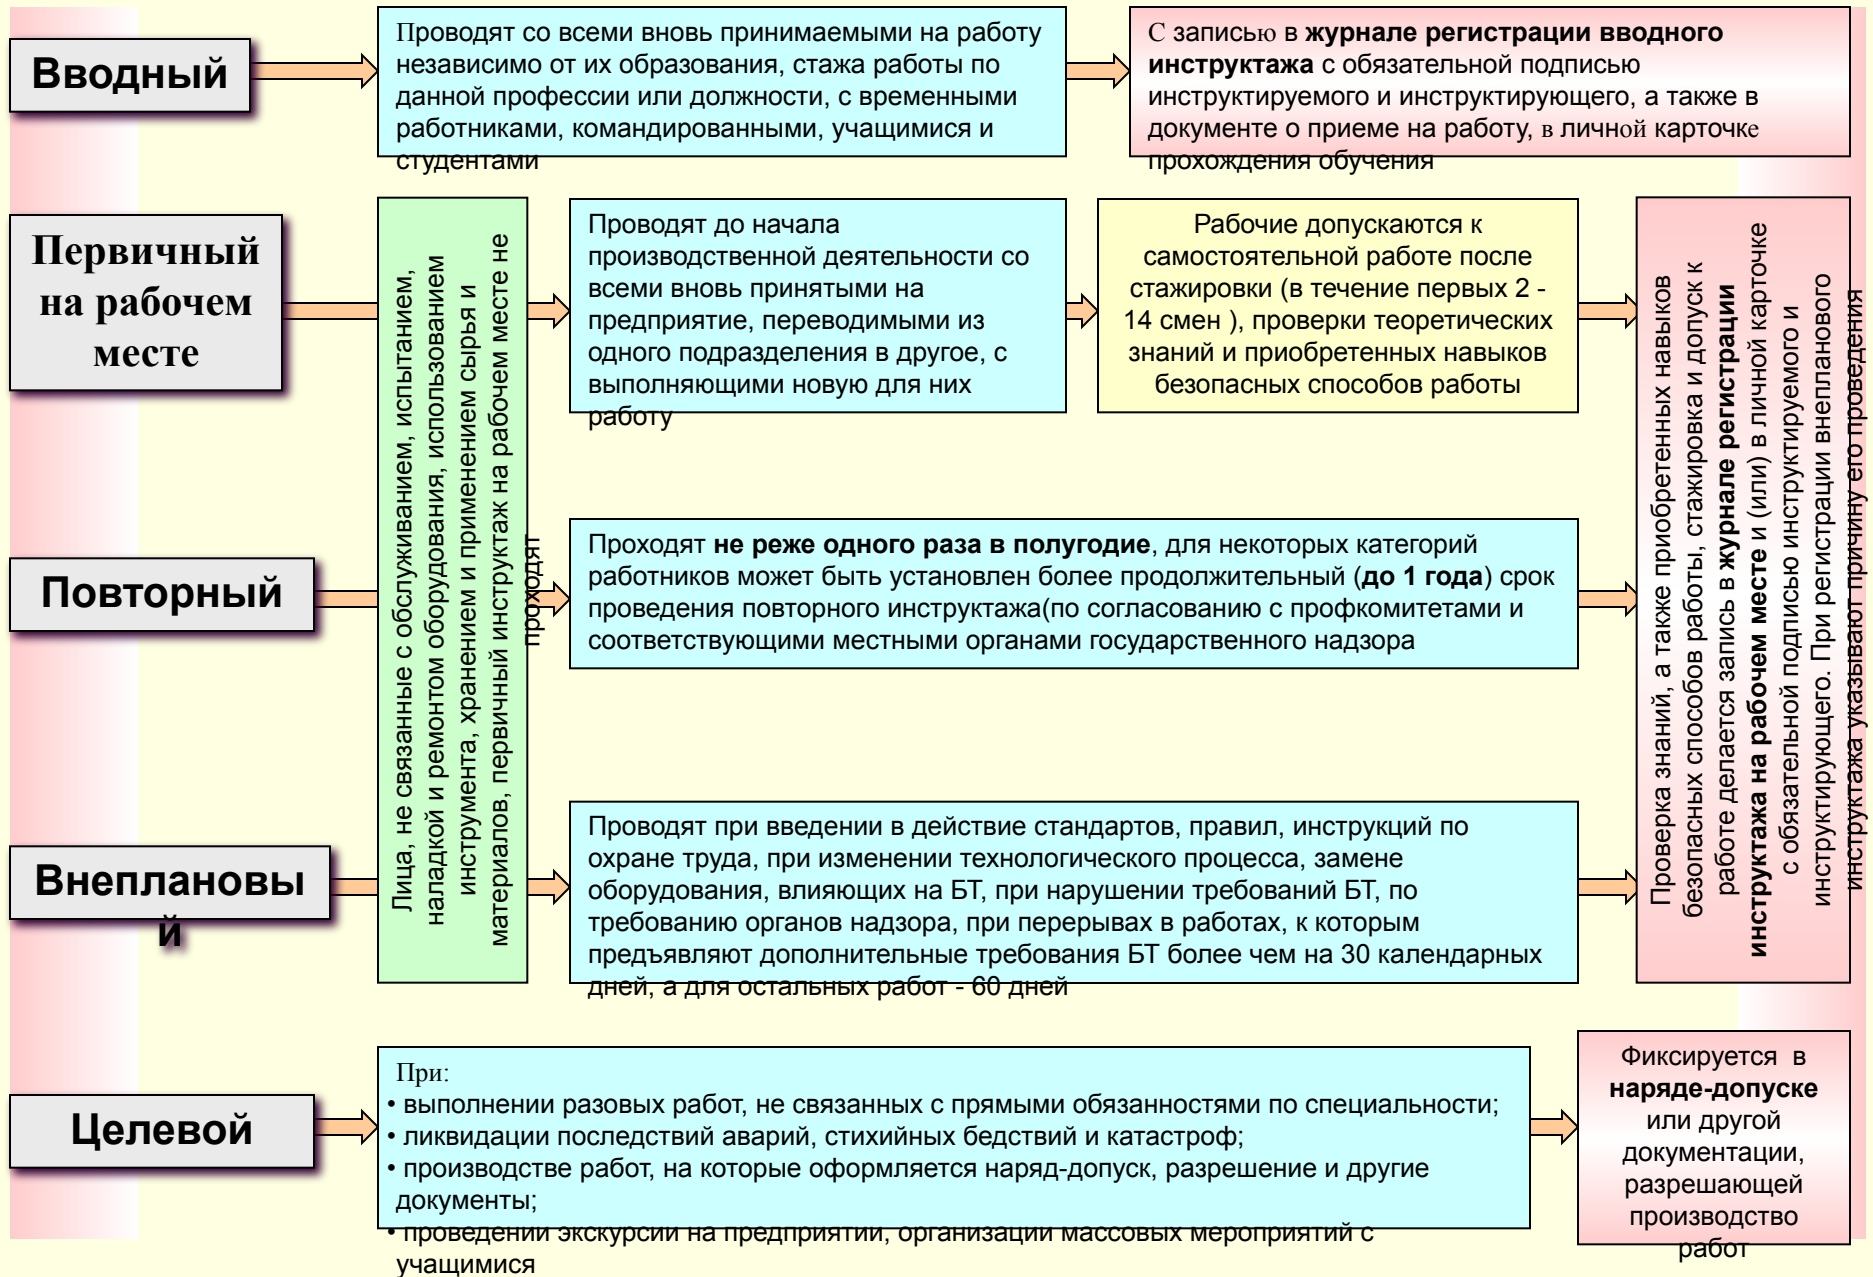 Вводный
Проводят со всеми вновь принимаемыми на работу
независимо от их образования, стажа работы по
данной профессии или должности, с временными
работниками, командированными, учащимися и
студентами
С записью в журнале регистрации вводного
инструктажа с обязательной подписью
инструктируемого и инструктирующего, а также в
документе о приеме на работу, в личной карточке
прохождения обучения
Первичный
на рабочем
месте
Лица, не связанные с обслуживанием, испытанием,
наладкой и ремонтом оборудования, использованием
инструмента, хранением и применением сырья и
материалов, первичный инструктаж на рабочем месте не
проходят
Проводят до начала
производственной деятельности со
всеми вновь принятыми на
предприятие, переводимыми из
одного подразделения в другое, с
выполняющими новую для них
работу
Рабочие допускаются к
самостоятельной работе после
стажировки (в течение первых 2 -
14 смен ), проверки теоретических
знаний и приобретенных навыков
безопасных способов работы
Проверка знаний, а также приобретенных навыков
безопасных способов работы, стажировка и допуск к
работе делается запись в журнале регистрации
инструктажа на рабочем месте и (или) в личной карточке
с обязательной подписью инструктируемого и
инструктирующего. При регистрации внепланового
инструктажа указывают причину его проведения
Повторный
Проходят не реже одного раза в полугодие, для некоторых категорий
работников может быть установлен более продолжительный (до 1 года) срок
проведения повторного инструктажа(по согласованию с профкомитетами и
соответствующими местными органами государственного надзора
Внеплановы
й
Проводят при введении в действие стандартов, правил, инструкций по
охране труда, при изменении технологического процесса, замене
оборудования, влияющих на БТ, при нарушении требований БТ, по
требованию органов надзора, при перерывах в работах, к которым
предъявляют дополнительные требования БТ более чем на 30 календарных
дней, а для остальных работ - 60 дней
Целевой
При:
• выполнении разовых работ, не связанных с прямыми обязанностями по специальности;
• ликвидации последствий аварий, стихийных бедствий и катастроф;
• производстве работ, на которые оформляется наряд-допуск, разрешение и другие
документы;
• проведении экскурсии на предприятии, организации массовых мероприятий с
учащимися
Фиксируется в
наряде-допуске
или другой
документации,
разрешающей
производство
работ